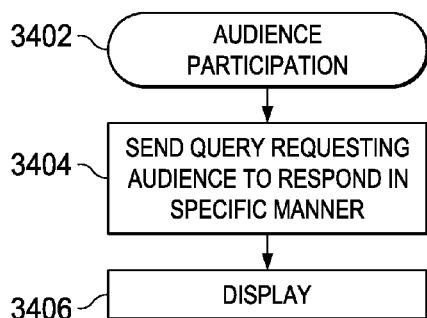 3402
AUDIENCE
PARTICIPATION
3404
SEND QUERY REQUESTING
AUDIENCE TO RESPOND IN
SPECIFIC MANNER
3406
DISPLAY